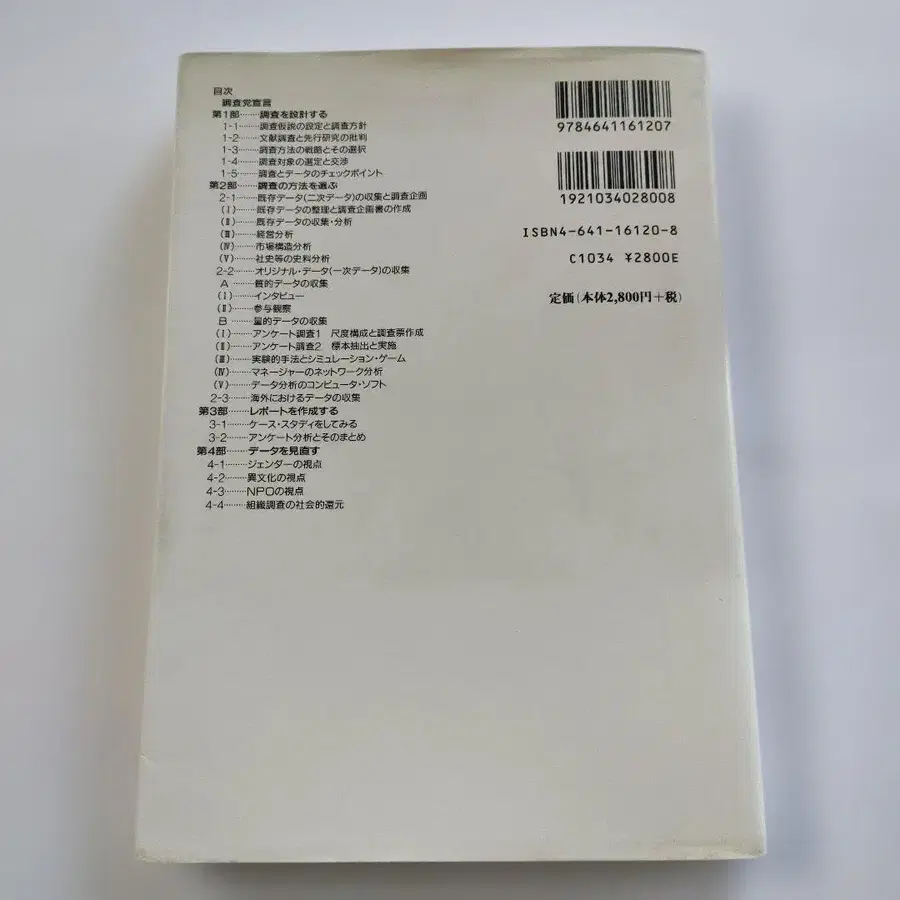 目次
調査党宣言
第1部……調査を設計する
1-1………調査仮説の設定と調査方針
1-2………文献調査と先行研究の批判
1-3………調査方法の戦略とその選択
1-4………調査対象の選定と交渉
1-5………調査とデータのチェックポイント
第2部……調査の方法を選ぶ
2-1………既存データ(二次データ)の収集と調査企画
(Ⅰ)………既存データの整理と調査企画書の作成
(Ⅱ)………既存データの収集・分析
(Ⅲ)………経営分析
(Ⅳ)………市場構造分析
(Ⅴ)………社史等の史料分析
2-2………オリジナル・データ(一次データ)の収集
A ………質的データの収集
(Ⅰ)………インタビュー
(Ⅱ)………参与観察
B ………量的データの収集
(Ⅰ)………アンケート調査1 尺度構成と調査票作成
(Ⅱ)………アンケート調査2 標本抽出と実施
(Ⅲ)………実験的手法とシミュレーション・ゲーム
(Ⅳ)………マネージャーのネットワーク分析
(Ⅴ)………データ分析のコンピュータ・ソフト
2-3………海外におけるデータの収集
第3部……レポートを作成する
3-1………ケース・スタディをしてみる
3-2………アンケート分析とそのまとめ
第4部……データを見直す
4-1………ジェンダーの視点
4-2………異文化の視点
4-3………NPOの視点
4-4………組織調査の社会的還元
9784641161207
1921034028008
ISBN4-641-16120-8
C1034 ¥2800E
定価(本体2,800円+税)